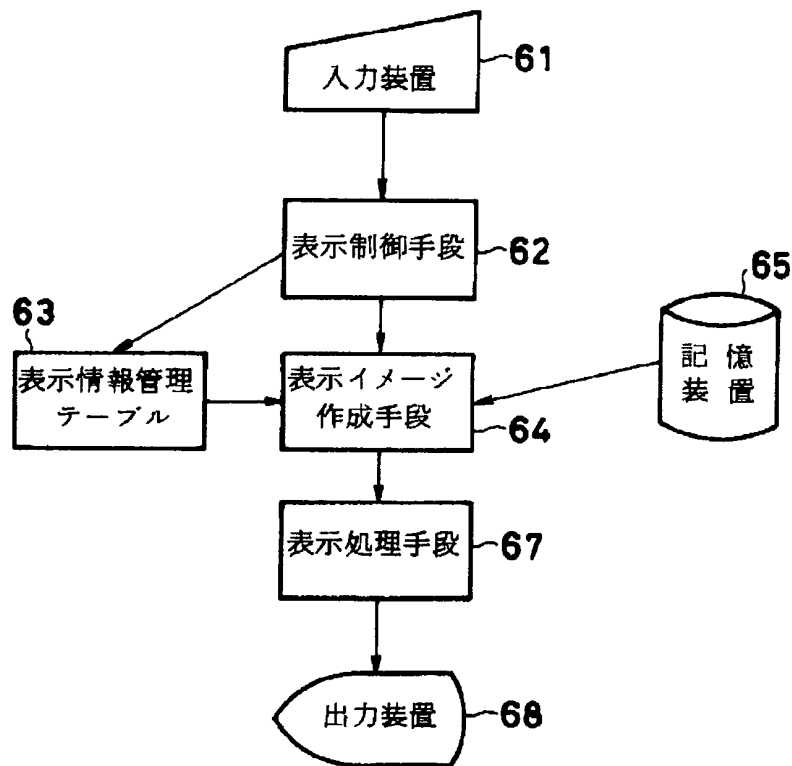 入力装置
61
表示制御手段
62
63
表示情報管理
テーブル
表示イメージ
作成手段
64
65
記憶
装置
表示処理手段
67
出力装置
68